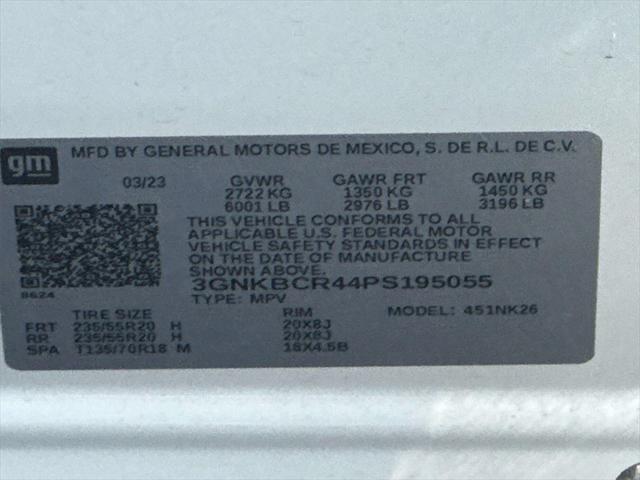 gm MFD BY GENERAL MOTORS DE MEXICO, S. DE R.L. DE C.V.
03/23 GVWR GAWR FRT GAWR RR
2722 KG 1350 KG 1450 KG
6001 LB 2976 LB 3196 LB
THIS VEHICLE CONFORMS TO ALL
APPLICABLE U.S. FEDERAL MOTOR
VEHICLE SAFETY STANDARDS IN EFFECT
ON THE DATE OF MANUFACTURE
SHOWN ABOVE.
3GNKBCR44PS195055
8624
TYPE: MPV MODEL: 451NK26
TIRE SIZE RIM
FRT 235/55R20 H 20X8J
RR 235/55R20 H 20X8J
SPA T135/70R18 M 18X4.5B